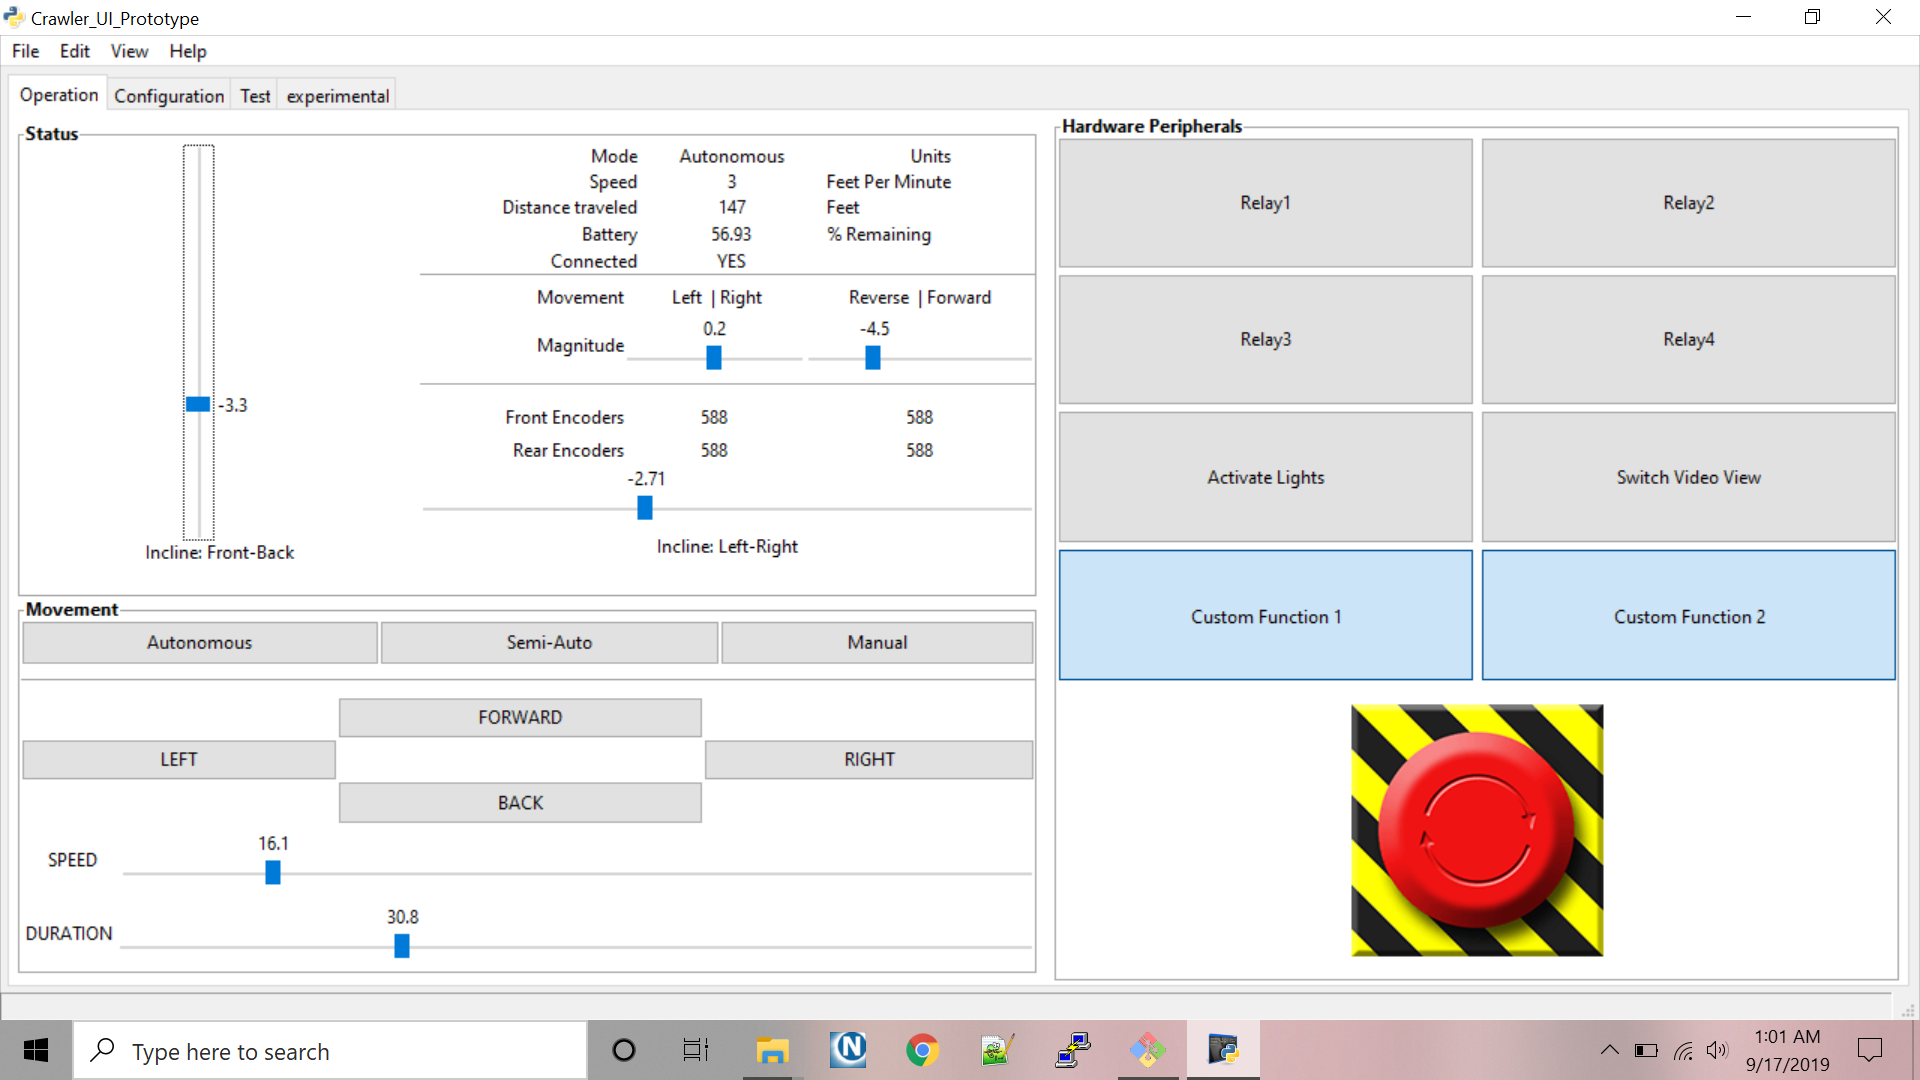 Crawler_UI_Prototype
File Edit View Help
Operation Configuration Test experimental
Status
Mode Autonomous Units
Speed 3 Feet Per Minute
Distance traveled 147 Feet
Battery 56.93 % Remaining
Connected YES
Movement Left | Right Reverse | Forward
0.2 -4.5
Magnitude
-3.3
Front Encoders 588 588
Rear Encoders 588 588
-2.71
Incline: Front-Back
Incline: Left-Right
Movement
Autonomous Semi-Auto Manual
FORWARD
LEFT RIGHT
BACK
16.1
SPEED
30.8
DURATION
Hardware Peripherals
Relay1 Relay2
Relay3 Relay4
Activate Lights Switch Video View
Custom Function 1 Custom Function 2
Type here to search
N
1:01 AM
9/17/2019